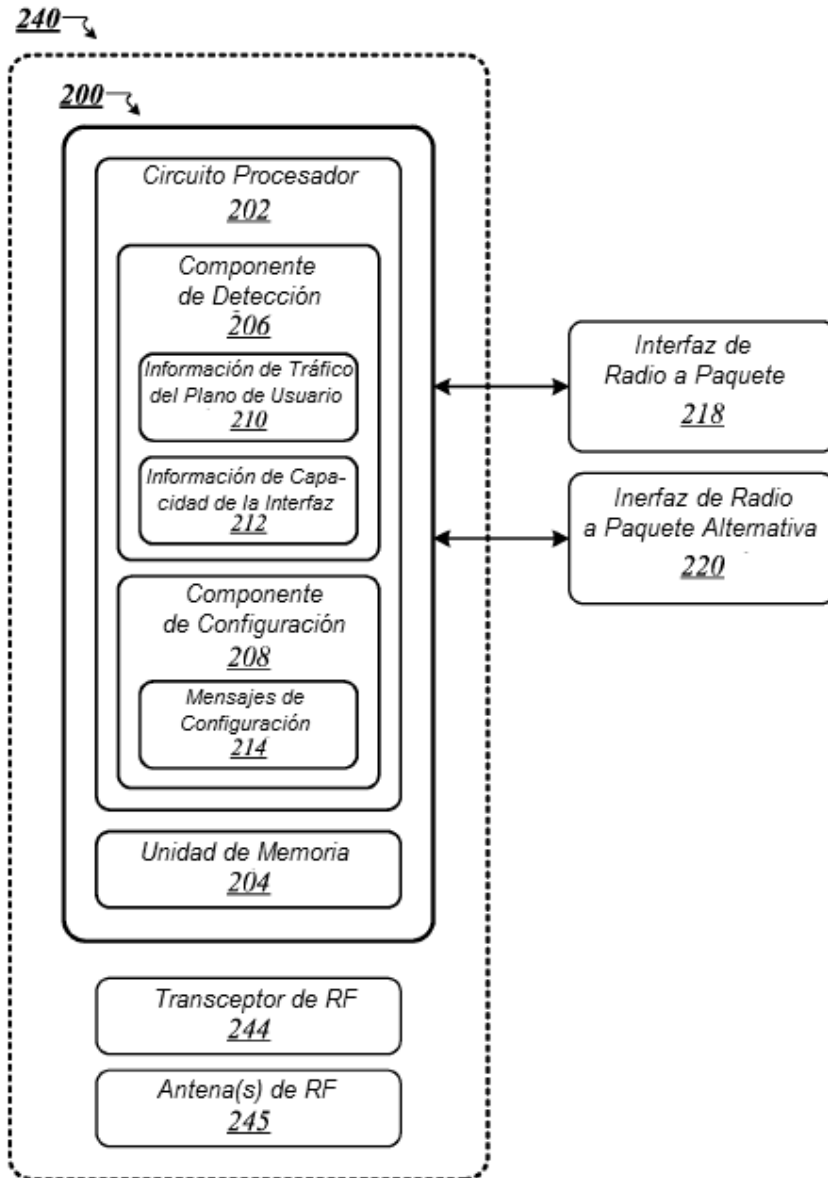 240
200
Circuito Procesador
202
Componente
de Detección
206
Información de Tráfico
del Plano de Usuario
210
Información de Capa-
cidad de la Interfaz
212
Componente
de Configuración
208
Mensajes de
Configuración
214
Unidad de Memoria
204
Transceptor de RF
244
Antena(s) de RF
245
Interfaz de
Radio a Paquete
218
Inerfaz de Radio
a Paquete Alternativa
220